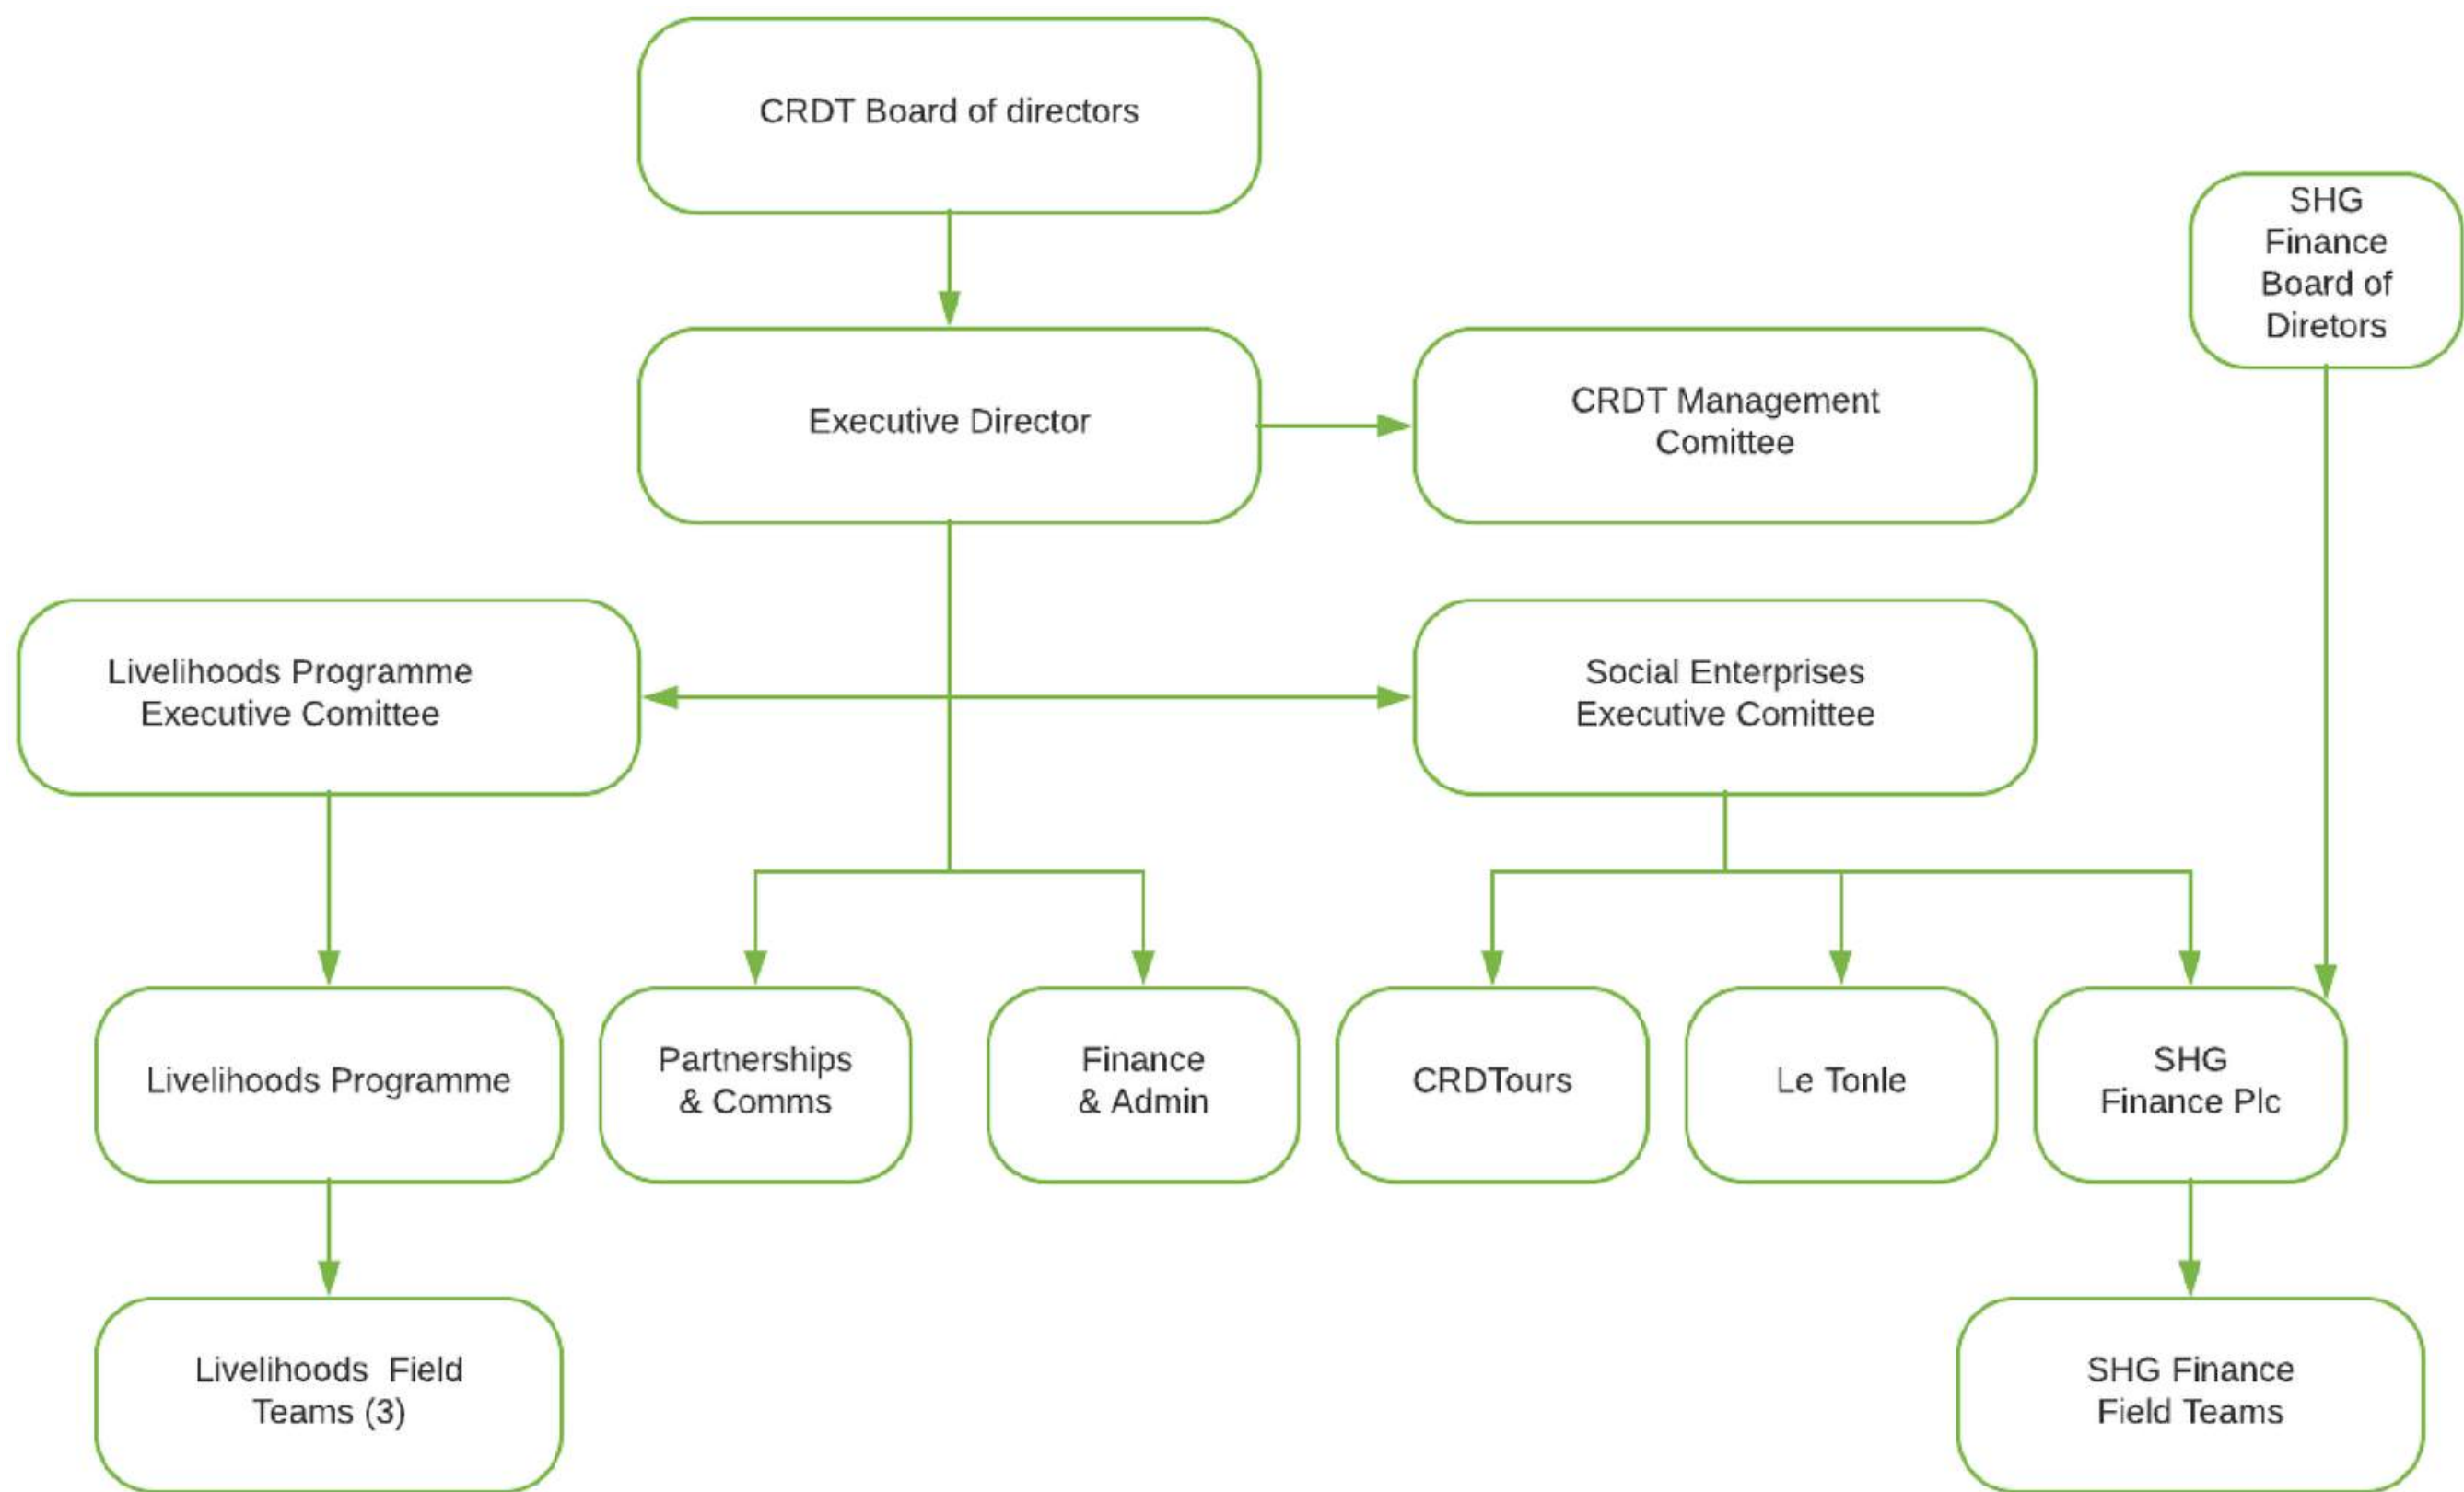 CRDT Board of directors
SHG
Finance
Board of
Diretors
Executive Director
CRDT Management
Comittee
Livelihoods Programme
Executive Comittee
Social Enterprises
Executive Comittee
Livelihoods Programme
Partnerships
& Comms
Finance
& Admin
CRDTours
Le Tonle
SHG
Finance Plc
Livelihoods  Field
Teams (3)
SHG Finance
Field Teams